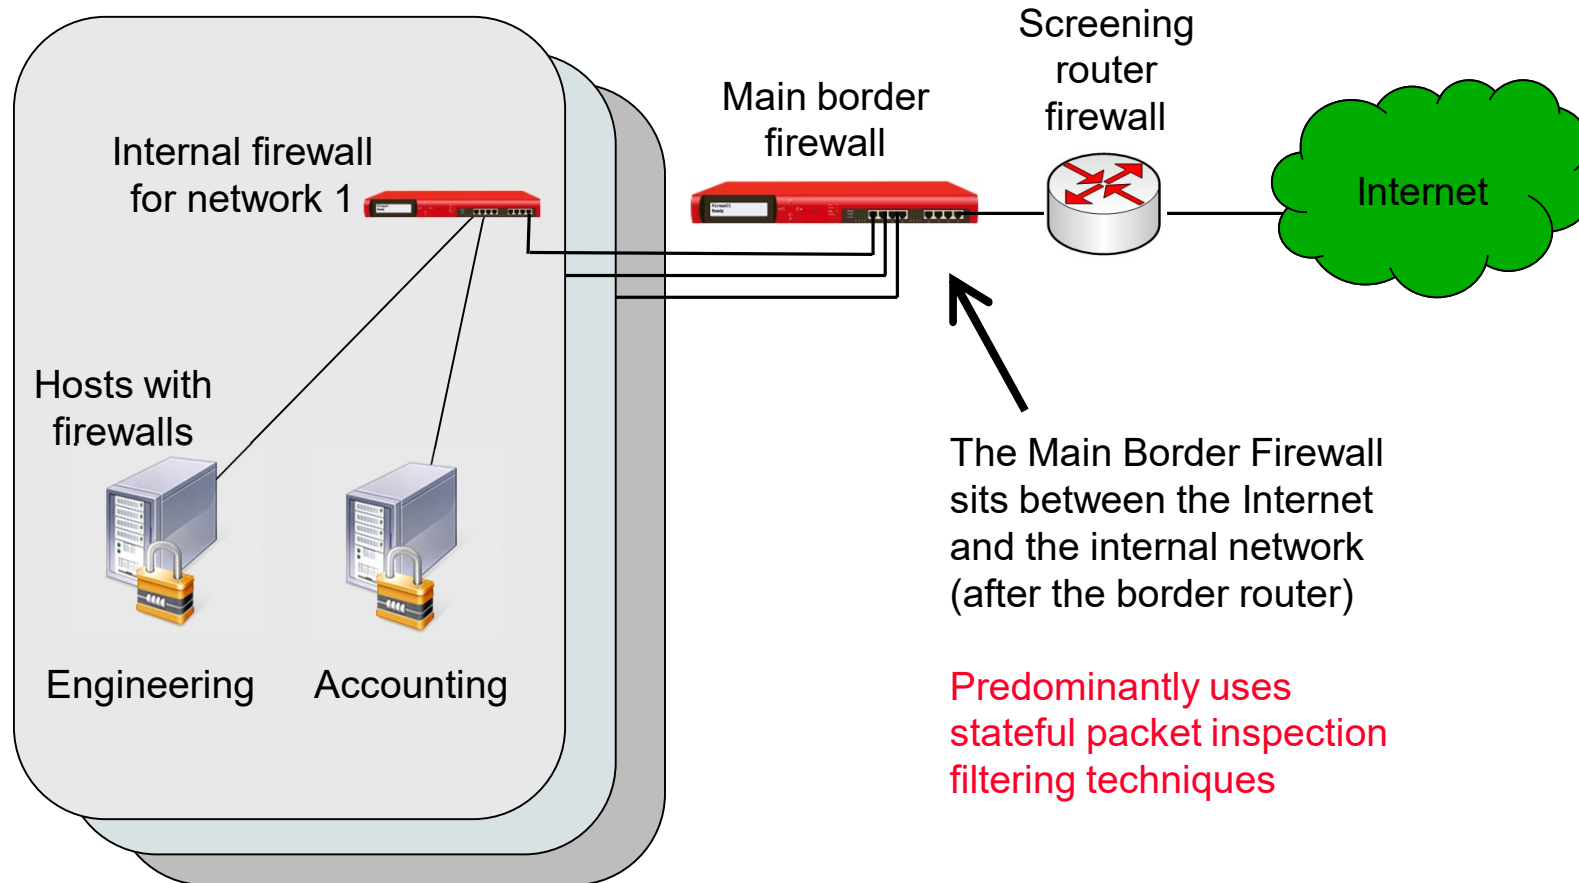 Screening
router
firewall
Main border
firewall
Internal firewall
for network 1
Internet
Hosts with
firewalls
The Main Border Firewall
sits between the Internet
and the internal network
(after the border router)
Engineering
Accounting
Predominantly uses
stateful packet inspection
filtering techniques